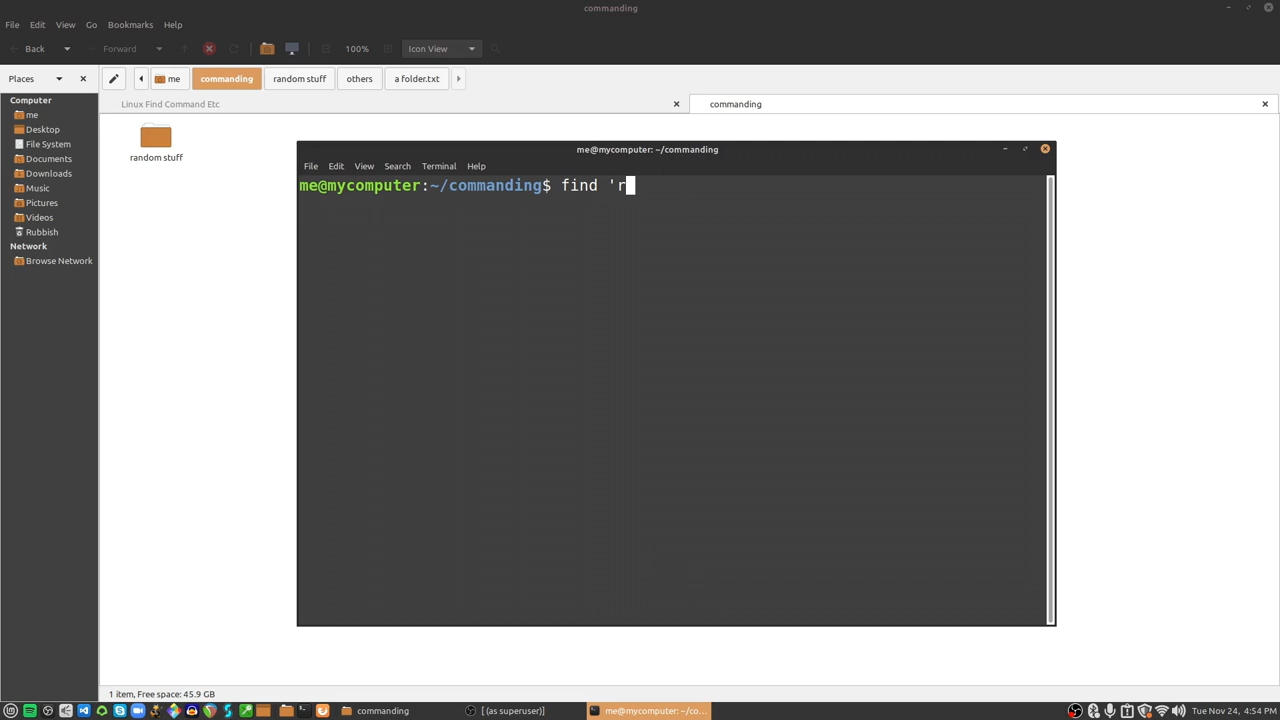 commanding
File Edit View Go Bookmarks Help
Back Forward 100% Icon View
Places me commanding random stuff others a folder.txt
Linux Find Command Etc commanding
Computer
me
Desktop
File System
Documents
Downloads
Music
Pictures
Videos
Rubbish
Network
Browse Network
random stuff
me@mycomputer: ~/commanding
File Edit View Search Terminal Help
me@mycomputer:~/commanding$ find 'r
1 item, Free space: 45.9 GB
commanding [ (as superuser)] me@mycomputer: ~/co... Tue Nov 24, 4:54 PM